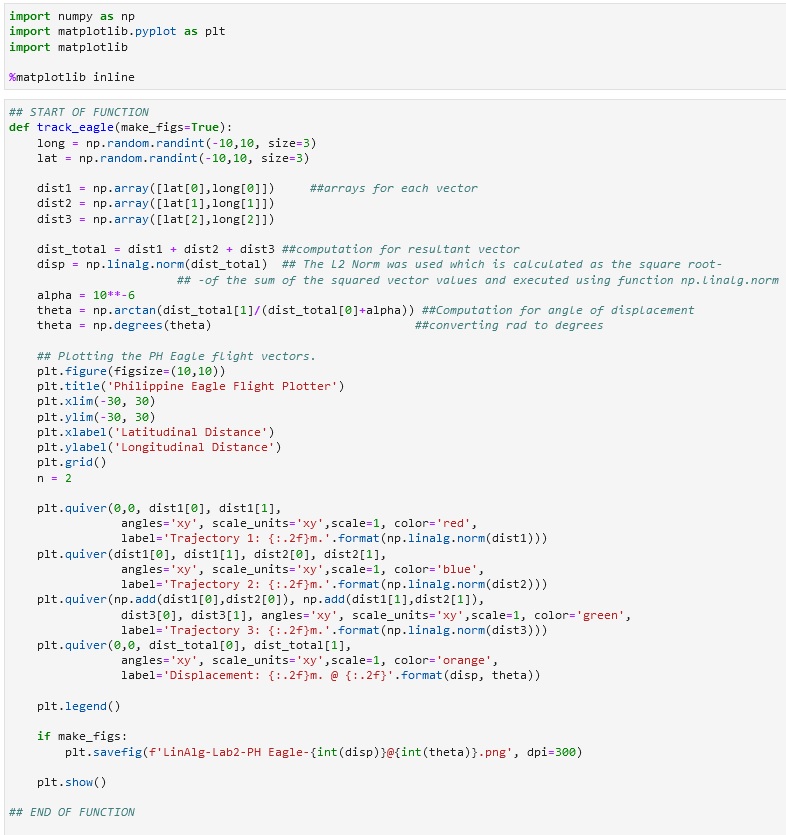 import numpy as np
import matplotlib.pyplot as plt
import matplotlib
%matplotlib inline
## START OF FUNCTION
def track_eagle(make_figs=True):
    long = np.random.randint(-10,10, size=3)
    lat = np.random.randint(-10,10, size=3)
    dist1 = np.array([lat[0],long[0]])     ##arrays for each vector
    dist2 = np.array([lat[1],long[1]])
    dist3 = np.array([lat[2],long[2]])
    dist_total = dist1 + dist2 + dist3 ##computation for resultant vector
    disp = np.linalg.norm(dist_total)  ## The L2 Norm was used which is calculated as the square root-
                        ## -of the sum of the squared vector values and executed using function np.linalg.norm
    alpha = 10**-6
    theta = np.arctan(dist_total[1]/(dist_total[0]+alpha)) ##Computation for angle of displacement
    theta = np.degrees(theta)                             ##converting rad to degrees
    ## Plotting the PH Eagle flight vectors.
    plt.figure(figsize=(10,10))
    plt.title('Philippine Eagle Flight Plotter')
    plt.xlim(-30, 30)
    plt.ylim(-30, 30)
    plt.xlabel('Latitudinal Distance')
    plt.ylabel('Longitudinal Distance')
    plt.grid()
    n = 2
    plt.quiver(0,0, dist1[0], dist1[1],
                angles='xy', scale_units='xy',scale=1, color='red',
                label='Trajectory 1: {:.2f}m.'.format(np.linalg.norm(dist1)))
    plt.quiver(dist1[0], dist1[1], dist2[0], dist2[1],
                angles='xy', scale_units='xy',scale=1, color='blue',
                label='Trajectory 2: {:.2f}m.'.format(np.linalg.norm(dist2)))
    plt.quiver(np.add(dist1[0],dist2[0]), np.add(dist1[1],dist2[1]),
                dist3[0], dist3[1], angles='xy', scale_units='xy',scale=1, color='green',
                label='Trajectory 3: {:.2f}m.'.format(np.linalg.norm(dist3)))
    plt.quiver(0,0, dist_total[0], dist_total[1],
                angles='xy', scale_units='xy',scale=1, color='orange',
                label='Displacement: {:.2f}m. @ {:.2f}'.format(disp, theta))
    plt.legend()
    if make_figs:
        plt.savefig(f'LinAlg-Lab2-PH Eagle-{int(disp)}@{int(theta)}.png', dpi=300)
    plt.show()
## END OF FUNCTION